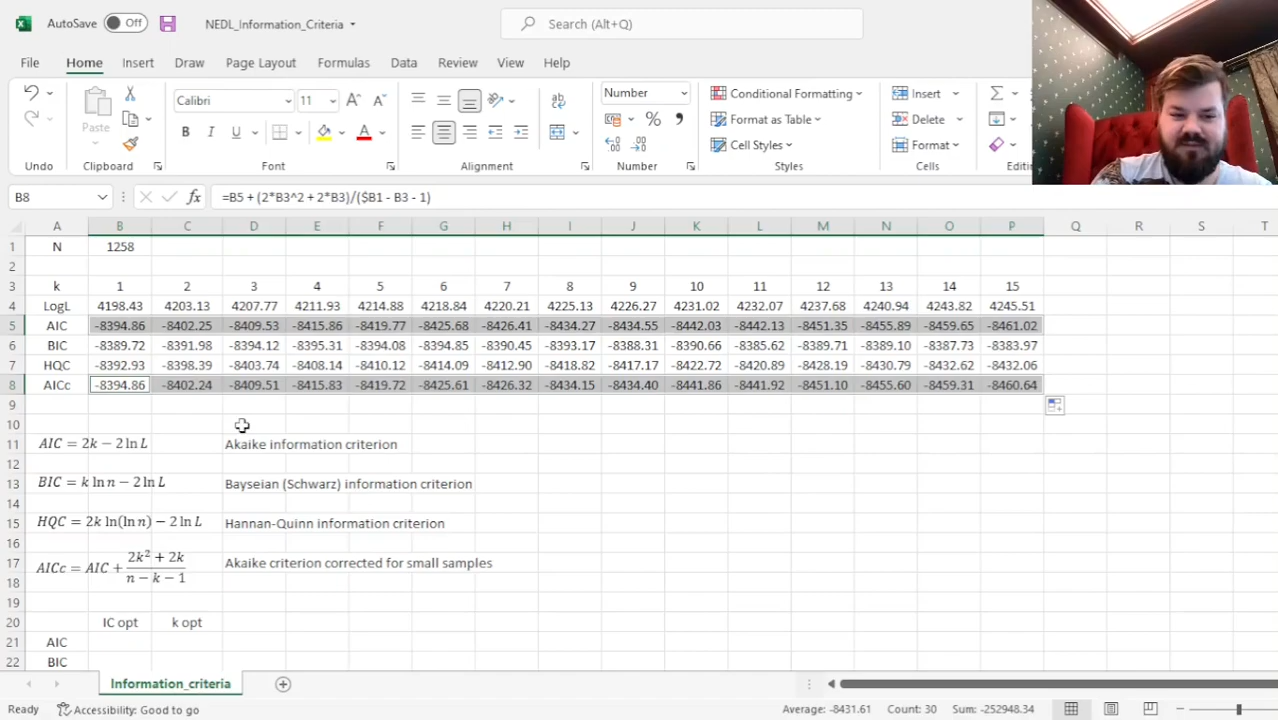 AutoSave Off NEDL_Information_Criteria Search (Alt+Q)
File Home Insert Draw Page Layout Formulas Data Review View Help
Calibri 11 A A Number Conditional Formatting Insert
Paste B I U A % Format as Table Delete
Cell Styles Format
Undo Clipboard Font Alignment Number Styles Cells Editin
B8 fx =B5 + (2*B3^2 + 2*B3)/($B1 - B3 - 1)
A B C D E F G H I J K L M N O P Q R S T
1 N 1258
2
3 k 1 2 3 4 5 6 7 8 9 10 11 12 13 14 15
4 LogL 4198.43 4203.13 4207.77 4211.93 4214.88 4218.84 4220.21 4225.13 4226.27 4231.02 4232.07 4237.68 4240.94 4243.82 4245.51
5 AIC -8394.86 -8402.25 -8409.53 -8415.86 -8419.77 -8425.68 -8426.41 -8434.27 -8434.55 -8442.03 -8442.13 -8451.35 -8455.89 -8459.65 -8461.02
6 BIC -8389.72 -8391.98 -8394.12 -8395.31 -8394.08 -8394.85 -8390.45 -8393.17 -8388.31 -8390.66 -8385.62 -8389.71 -8389.10 -8387.73 -8383.97
7 HQC -8392.93 -8398.39 -8403.74 -8408.14 -8410.12 -8414.09 -8412.90 -8418.82 -8417.17 -8422.72 -8420.89 -8428.19 -8430.79 -8432.62 -8432.06
8 AICc -8394.86 -8402.24 -8409.51 -8415.83 -8419.72 -8425.61 -8426.32 -8434.15 -8434.40 -8441.86 -8441.92 -8451.10 -8455.60 -8459.31 -8460.64
9
10
11 AIC = 2k − 2 ln L Akaike information criterion
12
13 BIC = k ln n − 2 ln L Bayseian (Schwarz) information criterion
14
15 HQC = 2k ln(ln n) − 2 ln L Hannan-Quinn information criterion
16
17 AICc = AIC + (2k² + 2k)/(n − k − 1) Akaike criterion corrected for small samples
18
19
20 IC opt k opt
21 AIC
22 BIC
Information_criteria
Ready Accessibility: Good to go Average: -8431.61 Count: 30 Sum: -252948.34